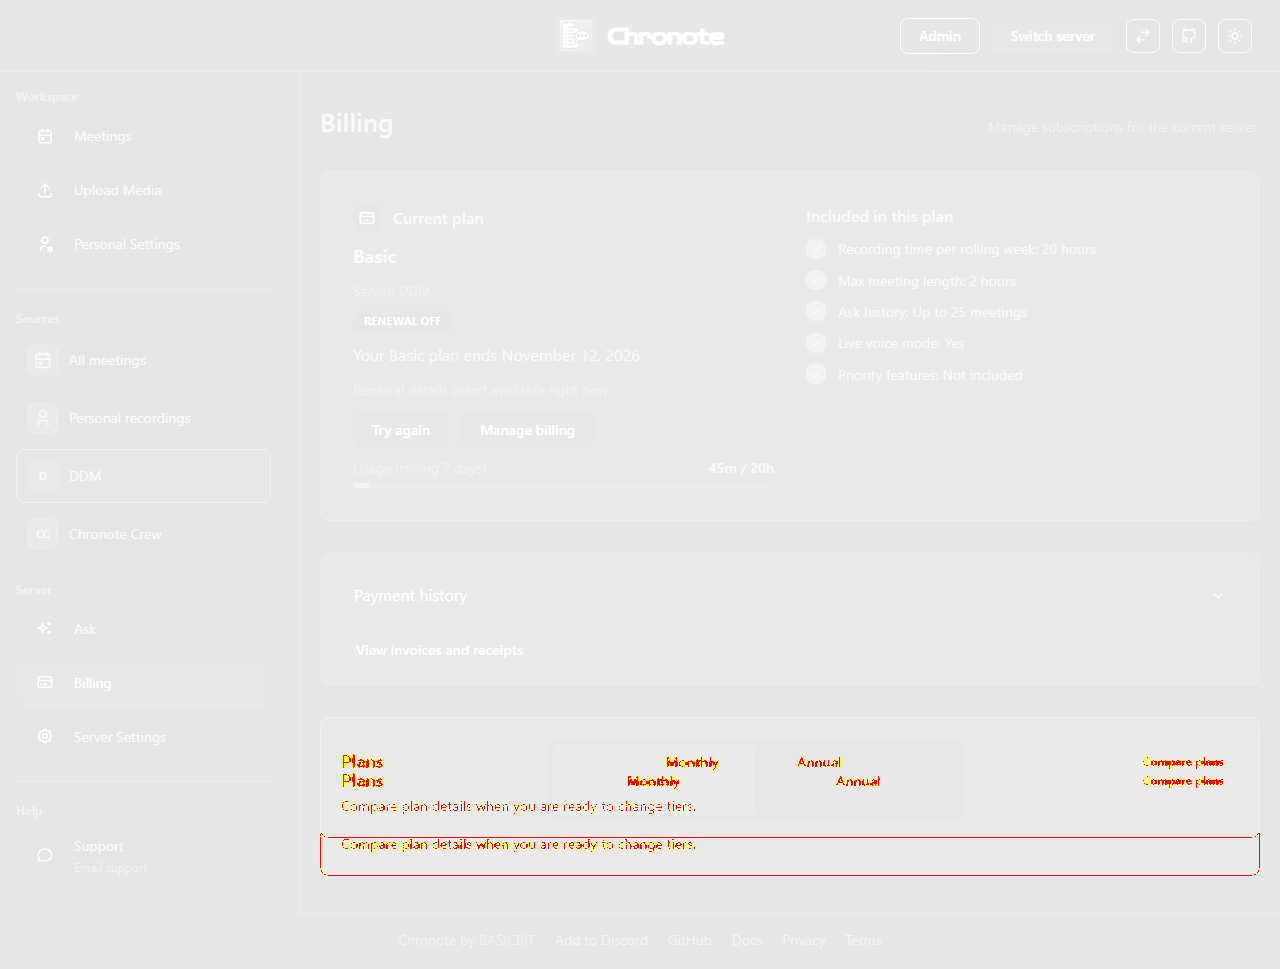 Chronote
Admin
Switch server
Workspace
Meetings
Upload Media
Personal Settings
Sources
All meetings
Personal recordings
D
DDM
CC
Chronote Crew
Server
Ask
Billing
Server Settings
Help
Support
Email support
Billing
Manage subscriptions for the current server.
Current plan
Basic
Server: DDM
RENEWAL OFF
Your Basic plan ends November 12, 2026.
Renewal details aren't available right now.
Try again
Manage billing
Usage (rolling 7 days)
45m / 20h
Included in this plan
Recording time per rolling week: 20 hours
Max meeting length: 2 hours
Ask history: Up to 25 meetings
Live voice mode: Yes
Priority features: Not included
Payment history
View invoices and receipts
Plans
Monthly
Annual
Compare plans
Plans
Monthly
Annual
Compare plans
Compare plan details when you are ready to change tiers.
Compare plan details when you are ready to change tiers.
Chronote by BASICBIT
Add to Discord
GitHub
Docs
Privacy
Terms